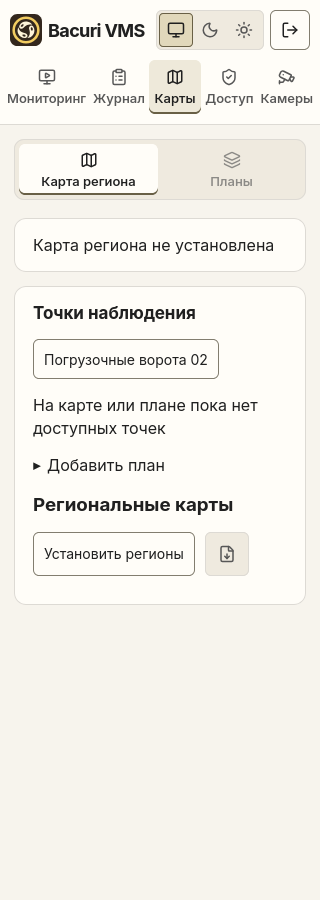 Bacuri VMS
Мониторинг
Журнал
Карты
Доступ
Камеры
Карта региона
Планы
Карта региона не установлена
Точки наблюдения
Погрузочные ворота 02
На карте или плане пока нет
доступных точек
Добавить план
Региональные карты
Установить регионы